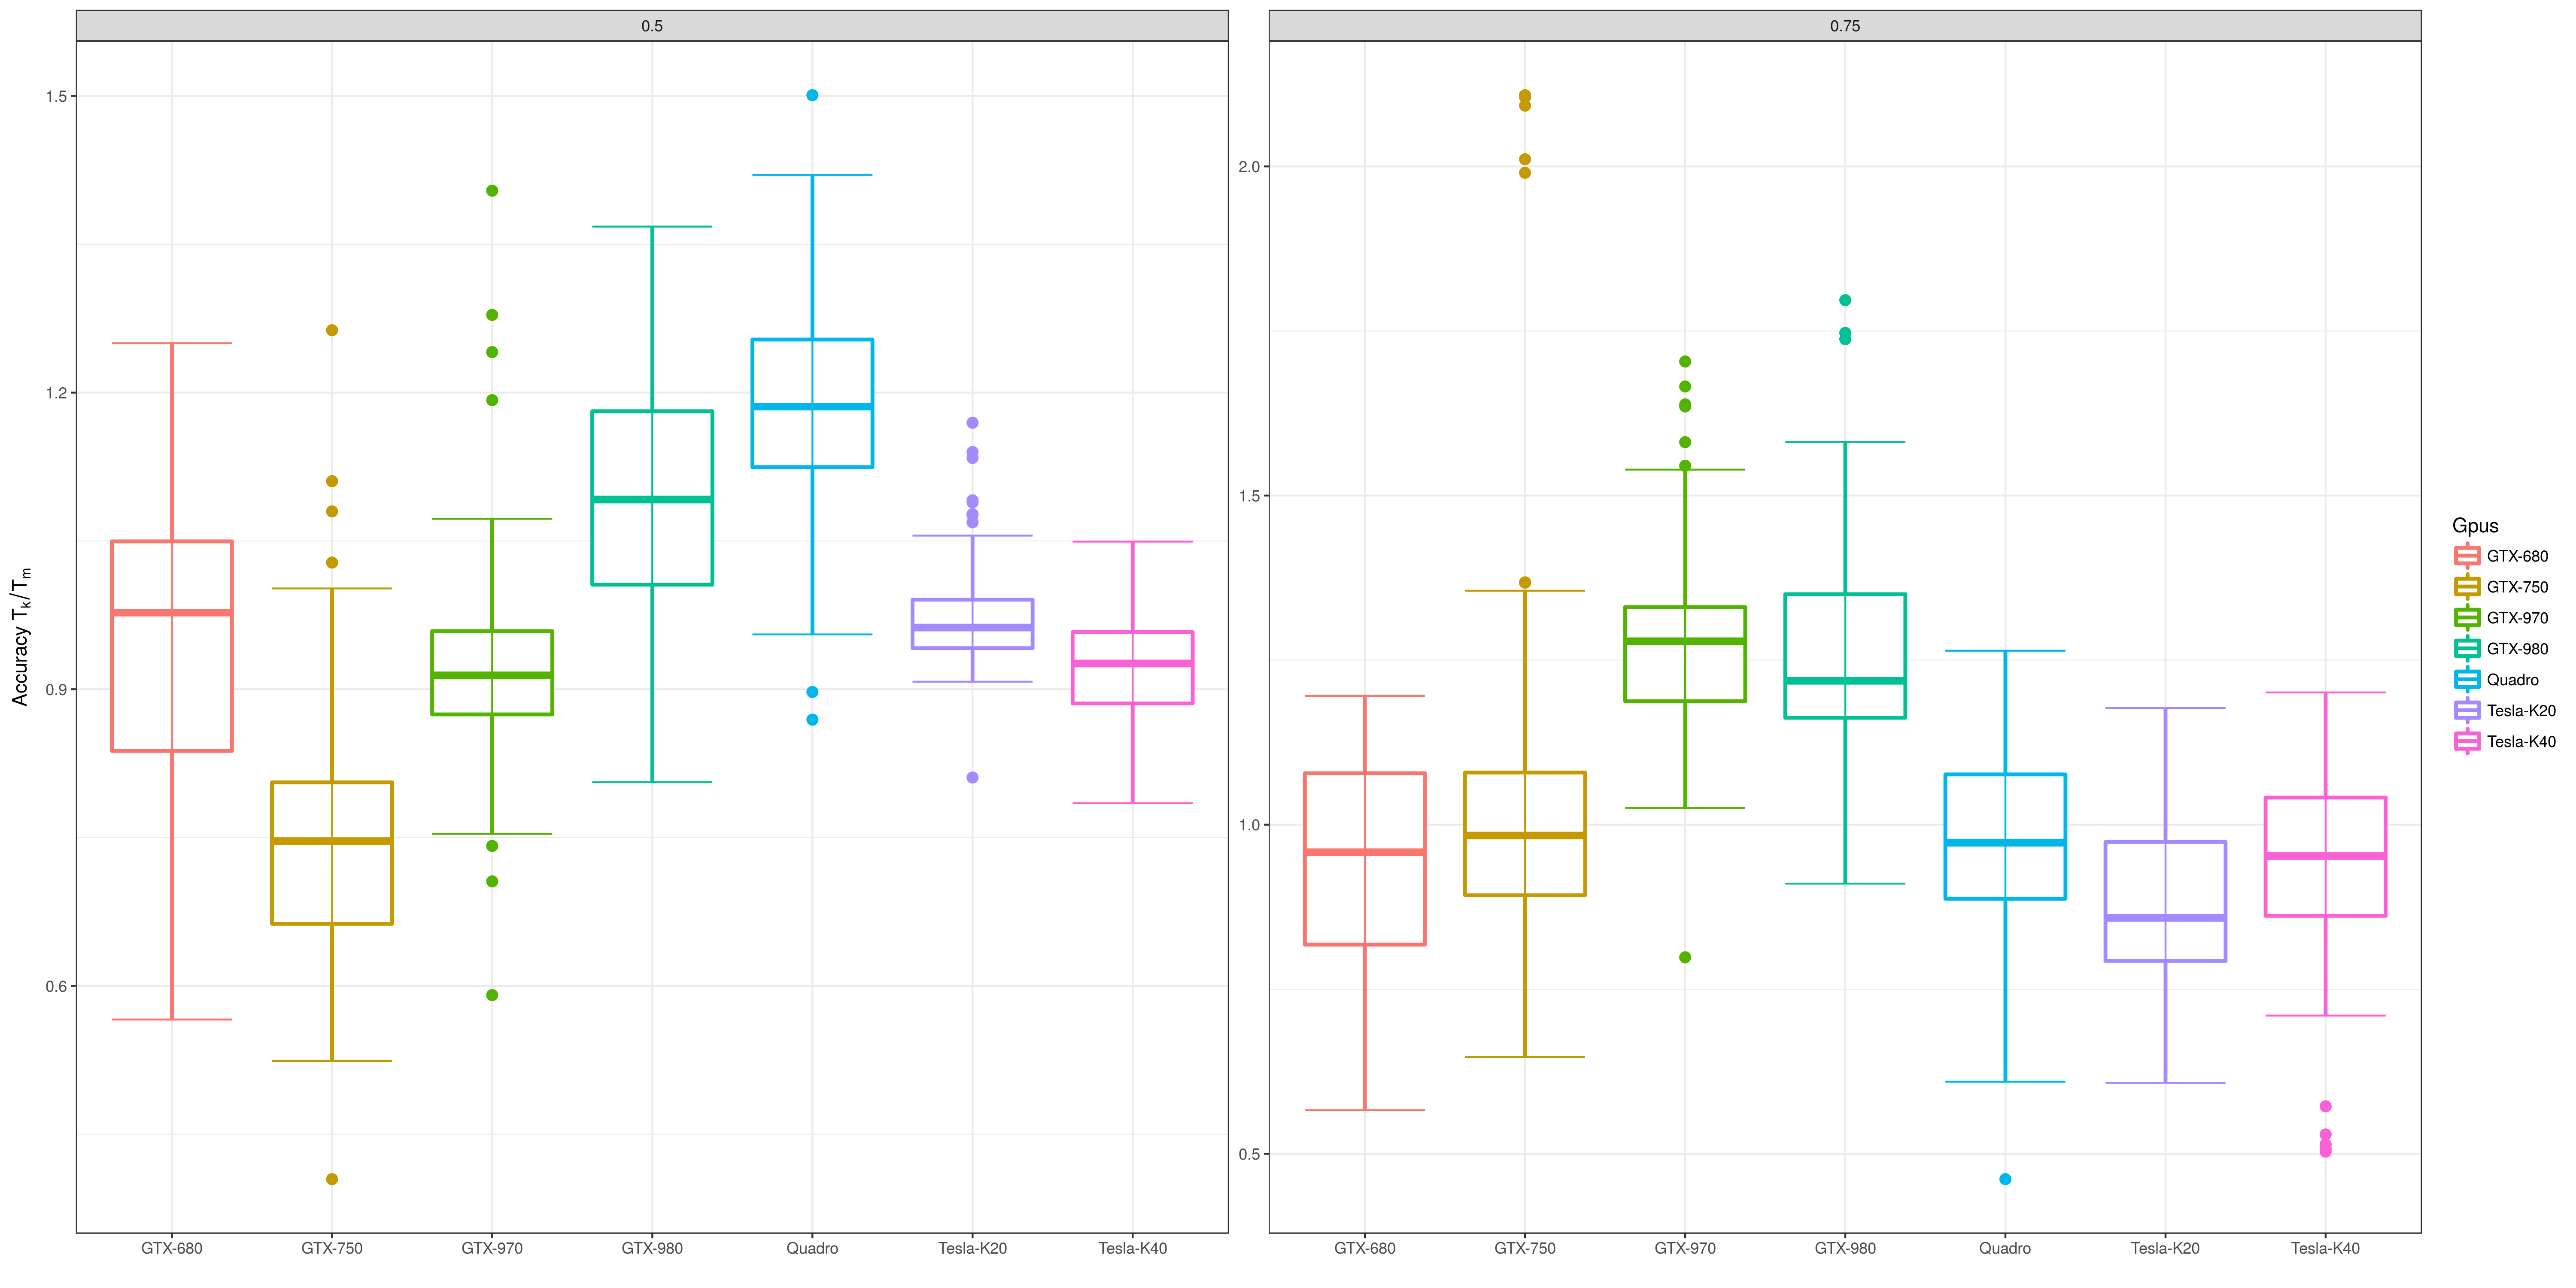 0.5
0.75
Accuracy Tₖ/Tₘ
1.5
1.2
0.9
0.6
2.0
1.5
1.0
0.5
GTX-680 GTX-750 GTX-970 GTX-980 Quadro Tesla-K20 Tesla-K40
GTX-680 GTX-750 GTX-970 GTX-980 Quadro Tesla-K20 Tesla-K40
Gpus
GTX-680
GTX-750
GTX-970
GTX-980
Quadro
Tesla-K20
Tesla-K40